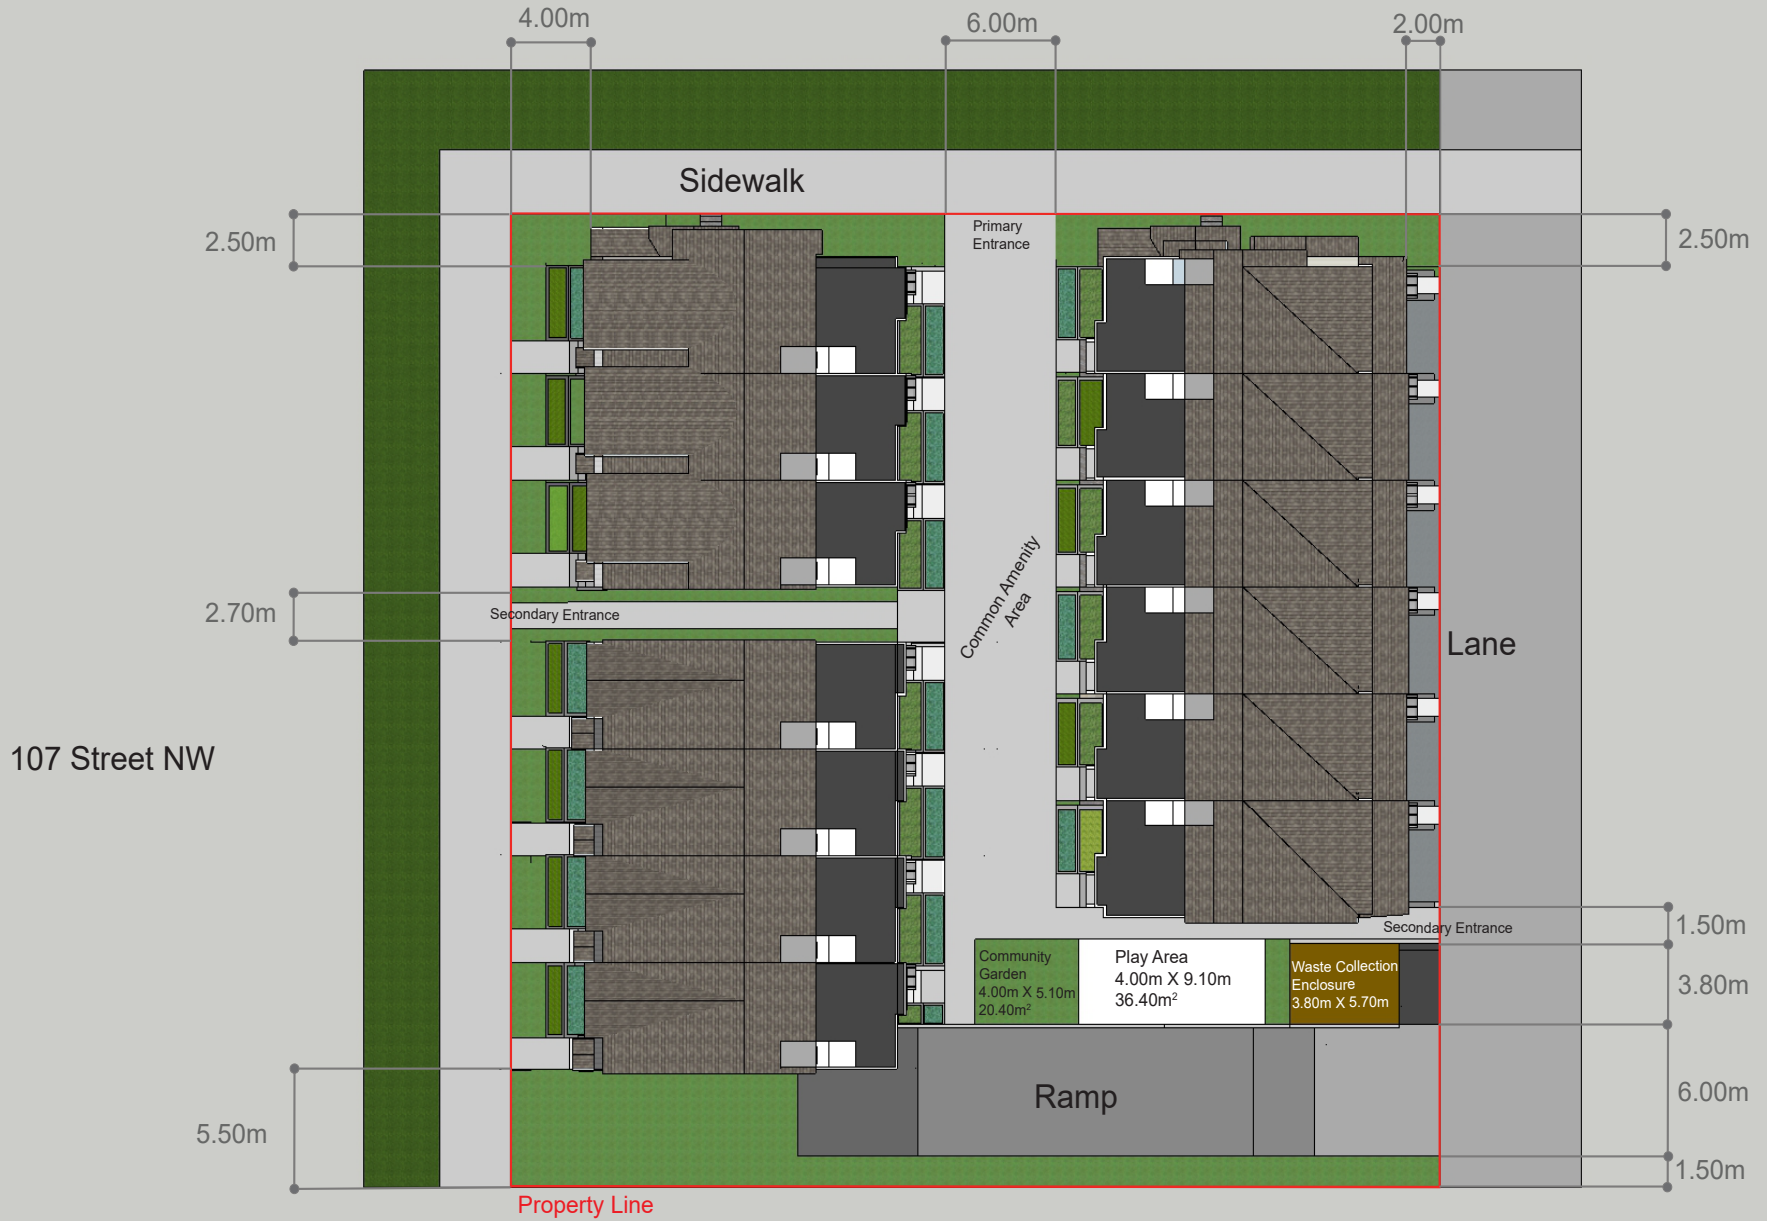 4.00m
6.00m
2.00m
Sidewalk
2.50m
Primary
Entrance
2.50m
Common Amenity
Area
2.70m
Secondary Entrance
Lane
107 Street NW
1.50m
Secondary Entrance
Community
Garden
4.00m X 5.10m
20.40m²
Play Area
4.00m X 9.10m
36.40m²
Waste Collection
Enclosure
3.80m X 5.70m
3.80m
Ramp
6.00m
5.50m
1.50m
Property Line